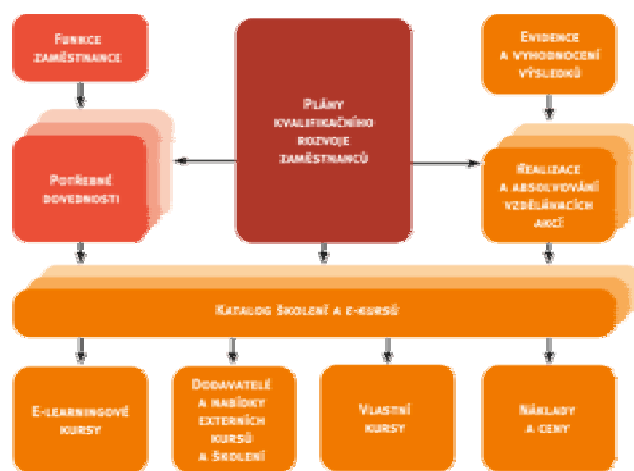 FUNKCE
ZAMĚSTNANCE
PLÁNY
KVALIFIKAČNÍHO
ROZVOJE
ZAMĚSTNANCŮ
EVIDENCE
A VYHODNOCENÍ
VÝSLEDKŮ
POTŘEBNÉ
DOVEDNOSTI
REALIZACE
A ABSOLVOVÁNÍ
VZDĚLÁVACÍCH
AKCÍ
KATALOG ŠKOLENÍ A E-KURSŮ
E-LEARNINGOVÉ
KURSY
DODAVATELÉ
A NABÍDKY
EXTERNÍCH
KURSŮ
A ŠKOLENÍ
VLASTNÍ
KURSY
NÁKLADY
A CENY